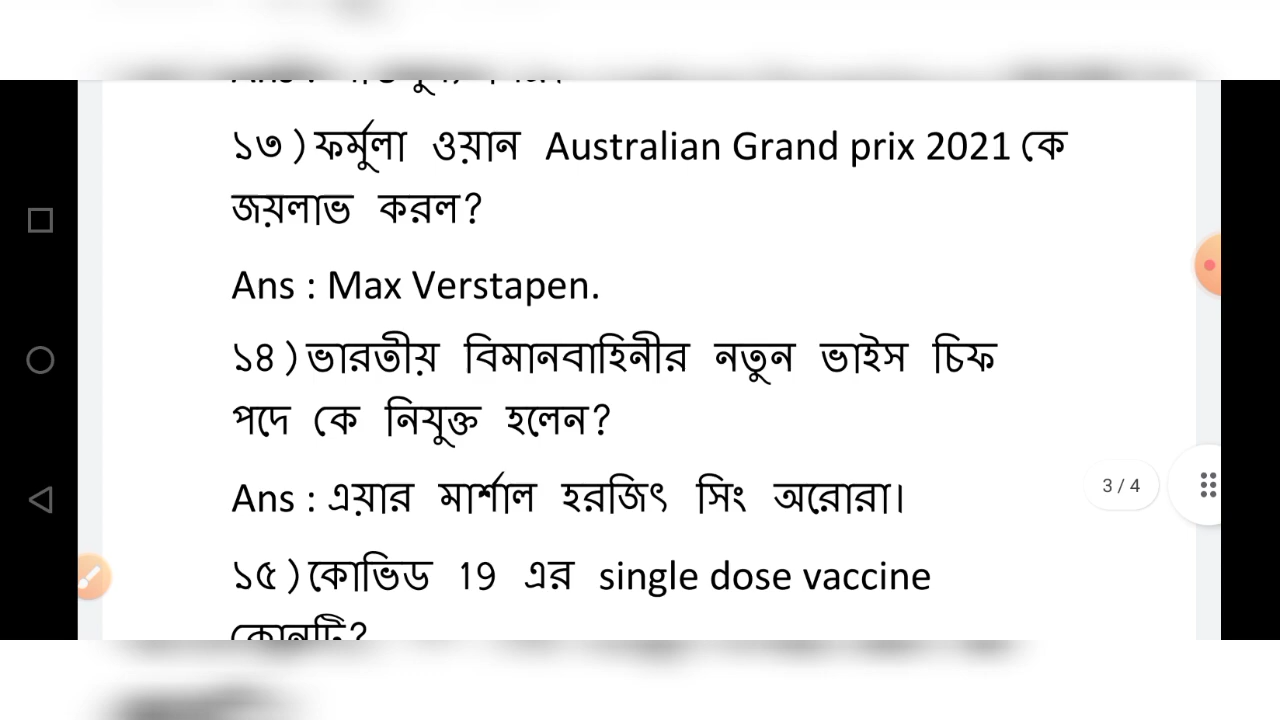 ১৩ ) ফর্মুলা ওয়ান Australian Grand prix 2021 কে
জয়লাভ করল?
Ans : Max Verstapen.
১৪ ) ভারতীয় বিমানবাহিনীর নতুন ভাইস চিফ
পদে কে নিযুক্ত হলেন?
Ans : এয়ার মার্শাল হরজিৎ সিং অরোরা।
3 / 4
১৫ ) কোভিড 19 এর single dose vaccine
কোনটি?